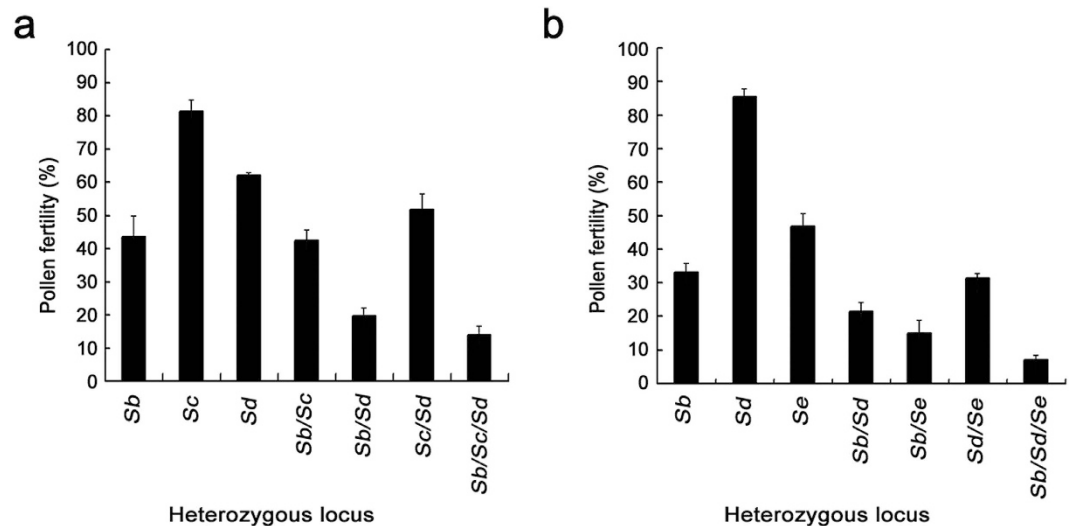 a
100
90
80
70
60
50
40
30
20
10
0
Pollen fertility (%)
Sb
Sc
Sd
Sb/Sc
Sb/Sd
Sc/Sd
Sb/Sc/Sd
Heterozygous locus
b
100
90
80
70
60
50
40
30
20
10
0
Pollen fertility (%)
Sb
Sd
Se
Sb/Sd
Sb/Se
Sd/Se
Sb/Sd/Se
Heterozygous locus